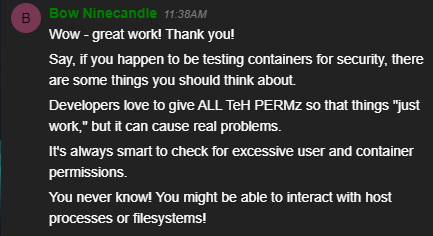 B
Bow Ninecandle 11:38AM
Wow - great work! Thank you!
Say, if you happen to be testing containers for security, there
are some things you should think about.
Developers love to give ALL TeH PERMz so that things "just
work," but it can cause real problems.
It's always smart to check for excessive user and container
permissions.
You never know! You might be able to interact with host
processes or filesystems!